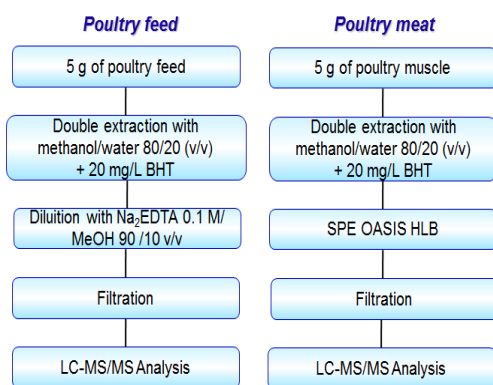 Poultry feed
5 g of poultry feed
Double extraction with
methanol/water 80/20 (v/v)
+ 20 mg/L BHT
Dilution with Na₂EDTA 0.1 M/
MeOH 90 /10 v/v
Filtration
LC-MS/MS Analysis
Poultry meat
5 g of poultry muscle
Double extraction with
methanol/water 80/20 (v/v)
+ 20 mg/L BHT
SPE OASIS HLB
Filtration
LC-MS/MS Analysis